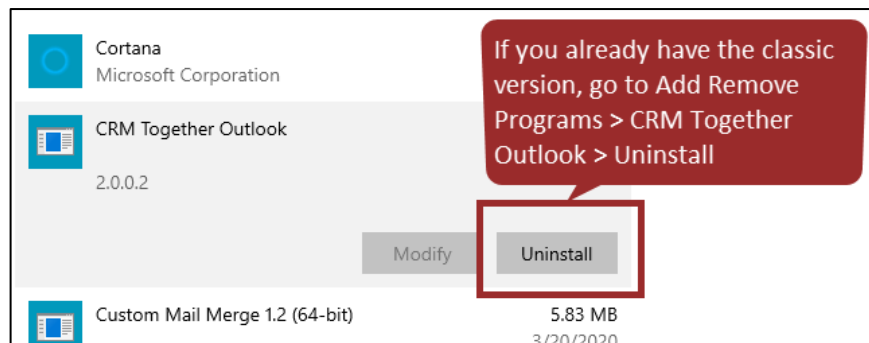 Cortana
Microsoft Corporation
If you already have the classic
version, go to Add Remove
Programs > CRM Together
Outlook > Uninstall
CRM Together Outlook
2.0.0.2
Modify
Uninstall
Custom Mail Merge 1.2 (64-bit)
5.83 MB
3/20/2020